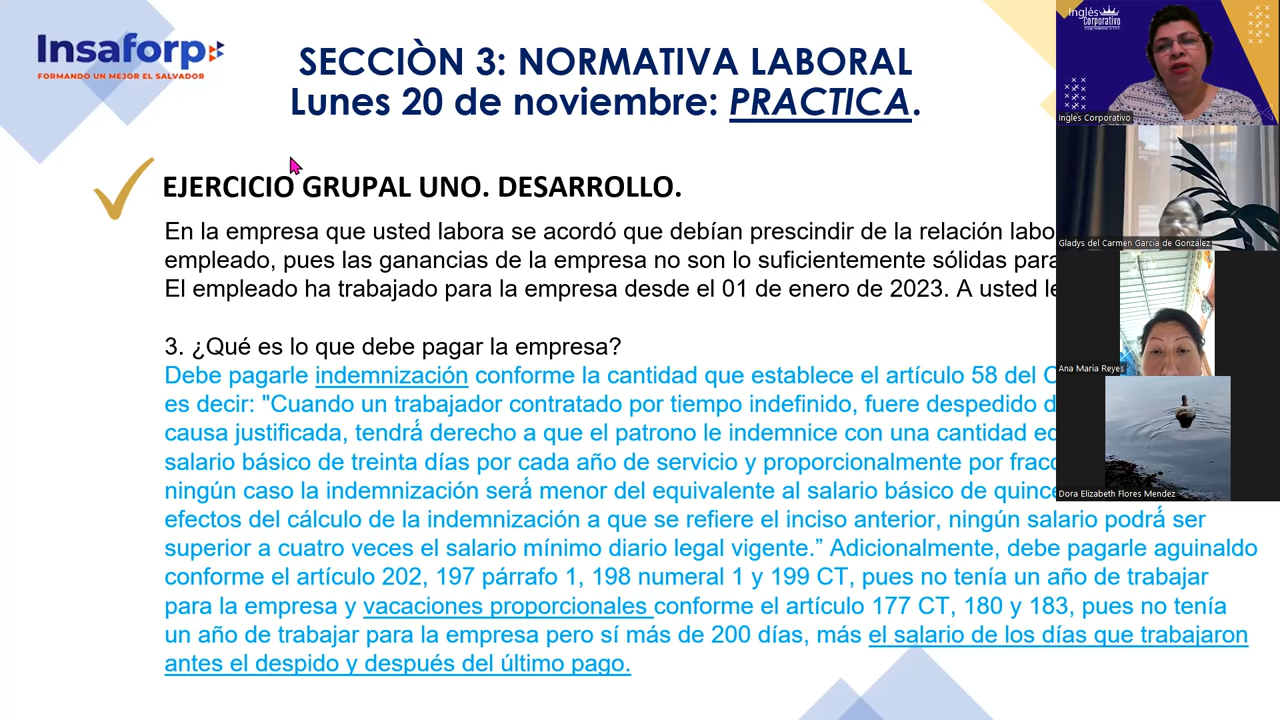 Insaforp
FORMANDO UN MEJOR EL SALVADOR
SECCIÒN 3: NORMATIVA LABORAL
Lunes 20 de noviembre: PRACTICA.
EJERCICIO GRUPAL UNO. DESARROLLO.
En la empresa que usted labora se acordó que debían prescindir de la relación labo
empleado, pues las ganancias de la empresa no son lo suficientemente sólidas para
El empleado ha trabajado para la empresa desde el 01 de enero de 2023. A usted le
3. ¿Qué es lo que debe pagar la empresa?
Debe pagarle indemnización conforme la cantidad que establece el artículo 58 del C
es decir: "Cuando un trabajador contratado por tiempo indefinido, fuere despedido d
causa justificada, tendrá derecho a que el patrono le indemnice con una cantidad
salario básico de treinta días por cada año de servicio y proporcionalmente por
ningún caso la indemnización será menor del equivalente al salario básico de
efectos del cálculo de la indemnización a que se refiere el inciso anterior, ningún salario podrá ser
superior a cuatro veces el salario mínimo diario legal vigente.” Adicionalmente, debe pagarle aguinaldo
conforme el artículo 202, 197 párrafo 1, 198 numeral 1 y 199 CT, pues no tenía un año de trabajar
para la empresa y vacaciones proporcionales conforme el artículo 177 CT, 180 y 183, pues no tenía
un año de trabajar para la empresa pero sí más de 200 días, más el salario de los días que trabajaron
antes el despido y después del último pago.
Inglés
Corporativo
Inglés Corporativo
Gladys del Carmen García de González
Ana Maria Reyes
Dora Elizabeth Flores Mendez